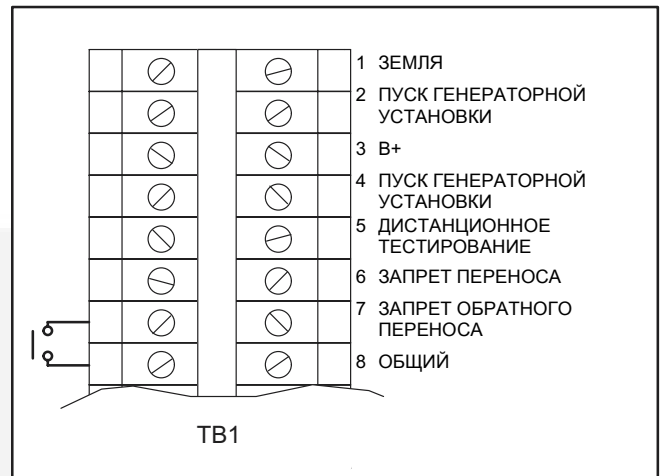 1 ЗЕМЛЯ
2 ПУСК ГЕНЕРАТОРНОЙ
УСТАНОВКИ
3 B+
4 ПУСК ГЕНЕРАТОРНОЙ
УСТАНОВКИ
5 ДИСТАНЦИОННОЕ
ТЕСТИРОВАНИЕ
6 ЗАПРЕТ ПЕРЕНОСА
7 ЗАПРЕТ ОБРАТНОГО
ПЕРЕНОСА
8 ОБЩИЙ
TB1